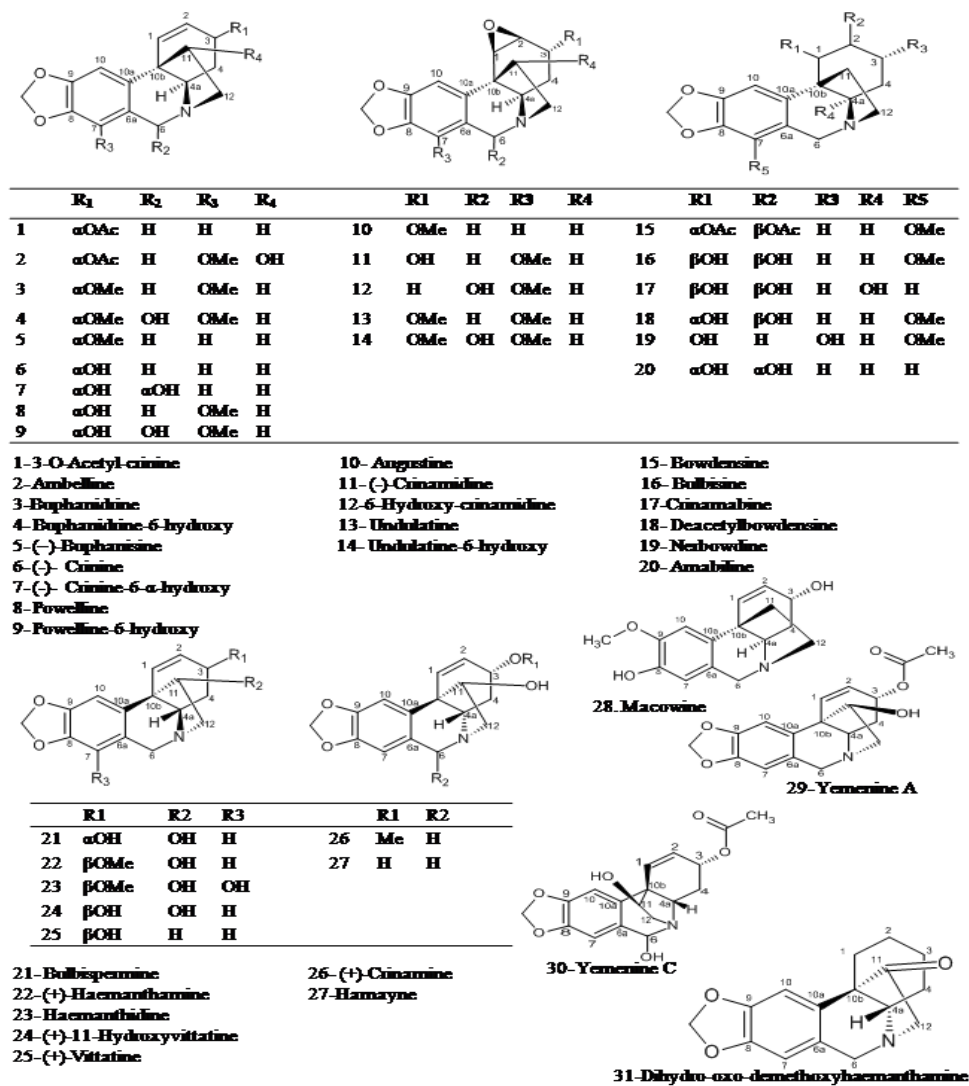 R₁ R₂ R₃ R₄ R1 R2 R3 R4 R1 R2 R3 R4 R5
1 αOAc H H H 10 OMe H H H 15 αOAc βOAc H H OMe
2 αOAc H OMe OH 11 OH H OMe H 16 βOH βOH H H OMe
3 αOMe H OMe H 12 H OH OMe H 17 βOH βOH H OH H
4 αOMe OH OMe H 13 OMe H OMe H 18 αOH βOH H H OMe
5 αOMe H H H 14 OMe OH OMe H 19 OH H OH H OMe
6 αOH H H H 20 αOH αOH H H H
7 αOH αOH H H
8 αOH H OMe H
9 αOH OH OMe H
1-3-O-Acetyl-crinine
2- Ambelline
3-Buphanidrine
4- Buphanidrine-6-hydroxy
5-(–)-Buphanisine
6-(-)- Crinine
7-(-)- Crinine-6-α-hydroxy
8- Powelline
9- Powelline-6-hydroxy
10- Augustine
11- (-)-Crinamidine
12-6-Hydroxy-crinamidine
13- Undulatine
14- Undulatine-6-hydroxy
15- Bowdensine
16- Bulbisine
17-Crinamabine
18- Deacetylbowdensine
19- Nerbowdine
20- Amabiline
28. Macowine
29- Yemenine A
R1 R2 R3 R1 R2
21 αOH OH H 26 Me H
22 βOMe OH H 27 H H
23 βOMe OH OH
24 βOH OH H
25 βOH H H
30- Yemenine C
21- Bulbispermine
22-(+)-Haemanthamine
23- Haemanthidine
24-(+)-11-Hydroxyvittatine
25-(+)-Vittatine
26- (+)-Crinamine
27-Hamayne
31-Dihydro-oxo-demethoxyhaemanthamine